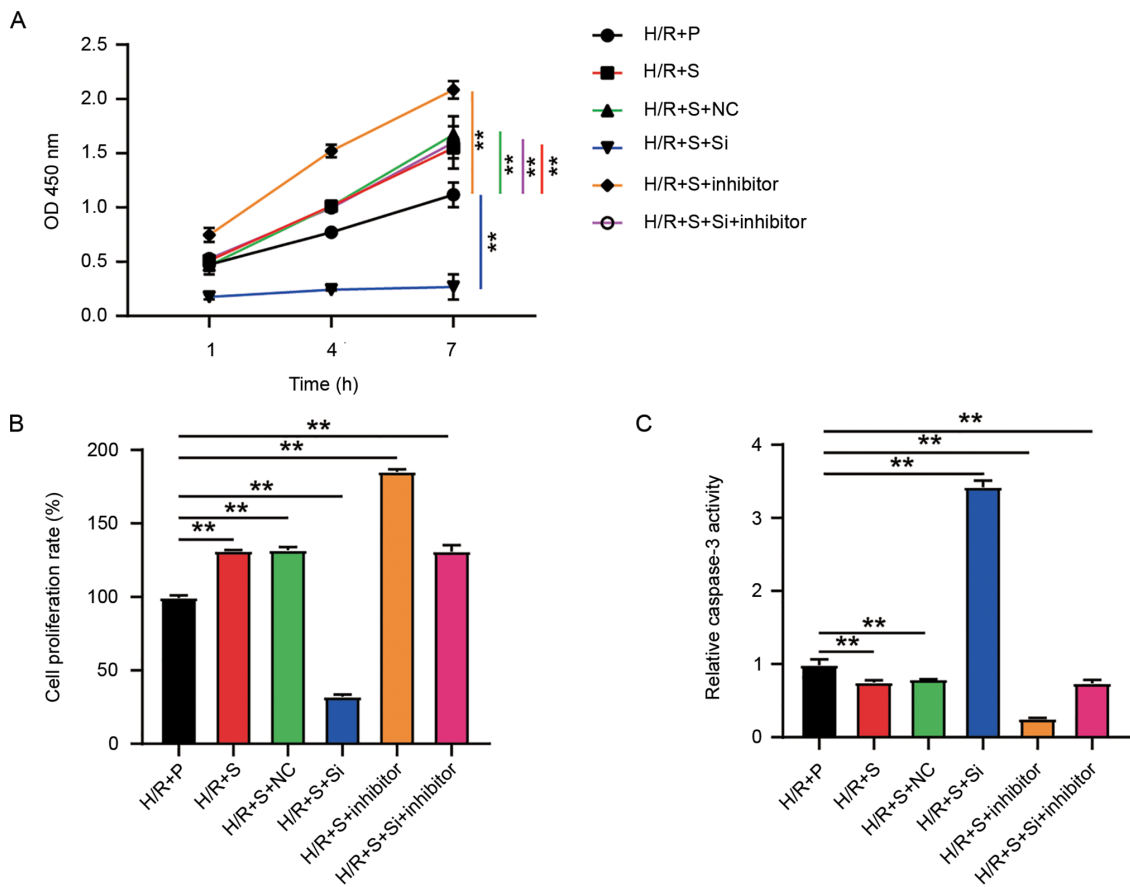 A
2.5
2.0
1.5
1.0
0.5
0.0
OD 450 nm
1
4
7
Time (h)
**
**
**
**
**
H/R+P
H/R+S
H/R+S+NC
H/R+S+Si
H/R+S+inhibitor
H/R+S+Si+inhibitor
B
200
150
100
50
0
Cell proliferation rate (%)
**
**
**
**
**
H/R+P
H/R+S
H/R+S+NC
H/R+S+Si
H/R+S+inhibitor
H/R+S+Si+inhibitor
C
4
3
2
1
0
Relative caspase-3 activity
**
**
**
**
**
H/R+P
H/R+S
H/R+S+NC
H/R+S+Si
H/R+S+inhibitor
H/R+S+Si+inhibitor